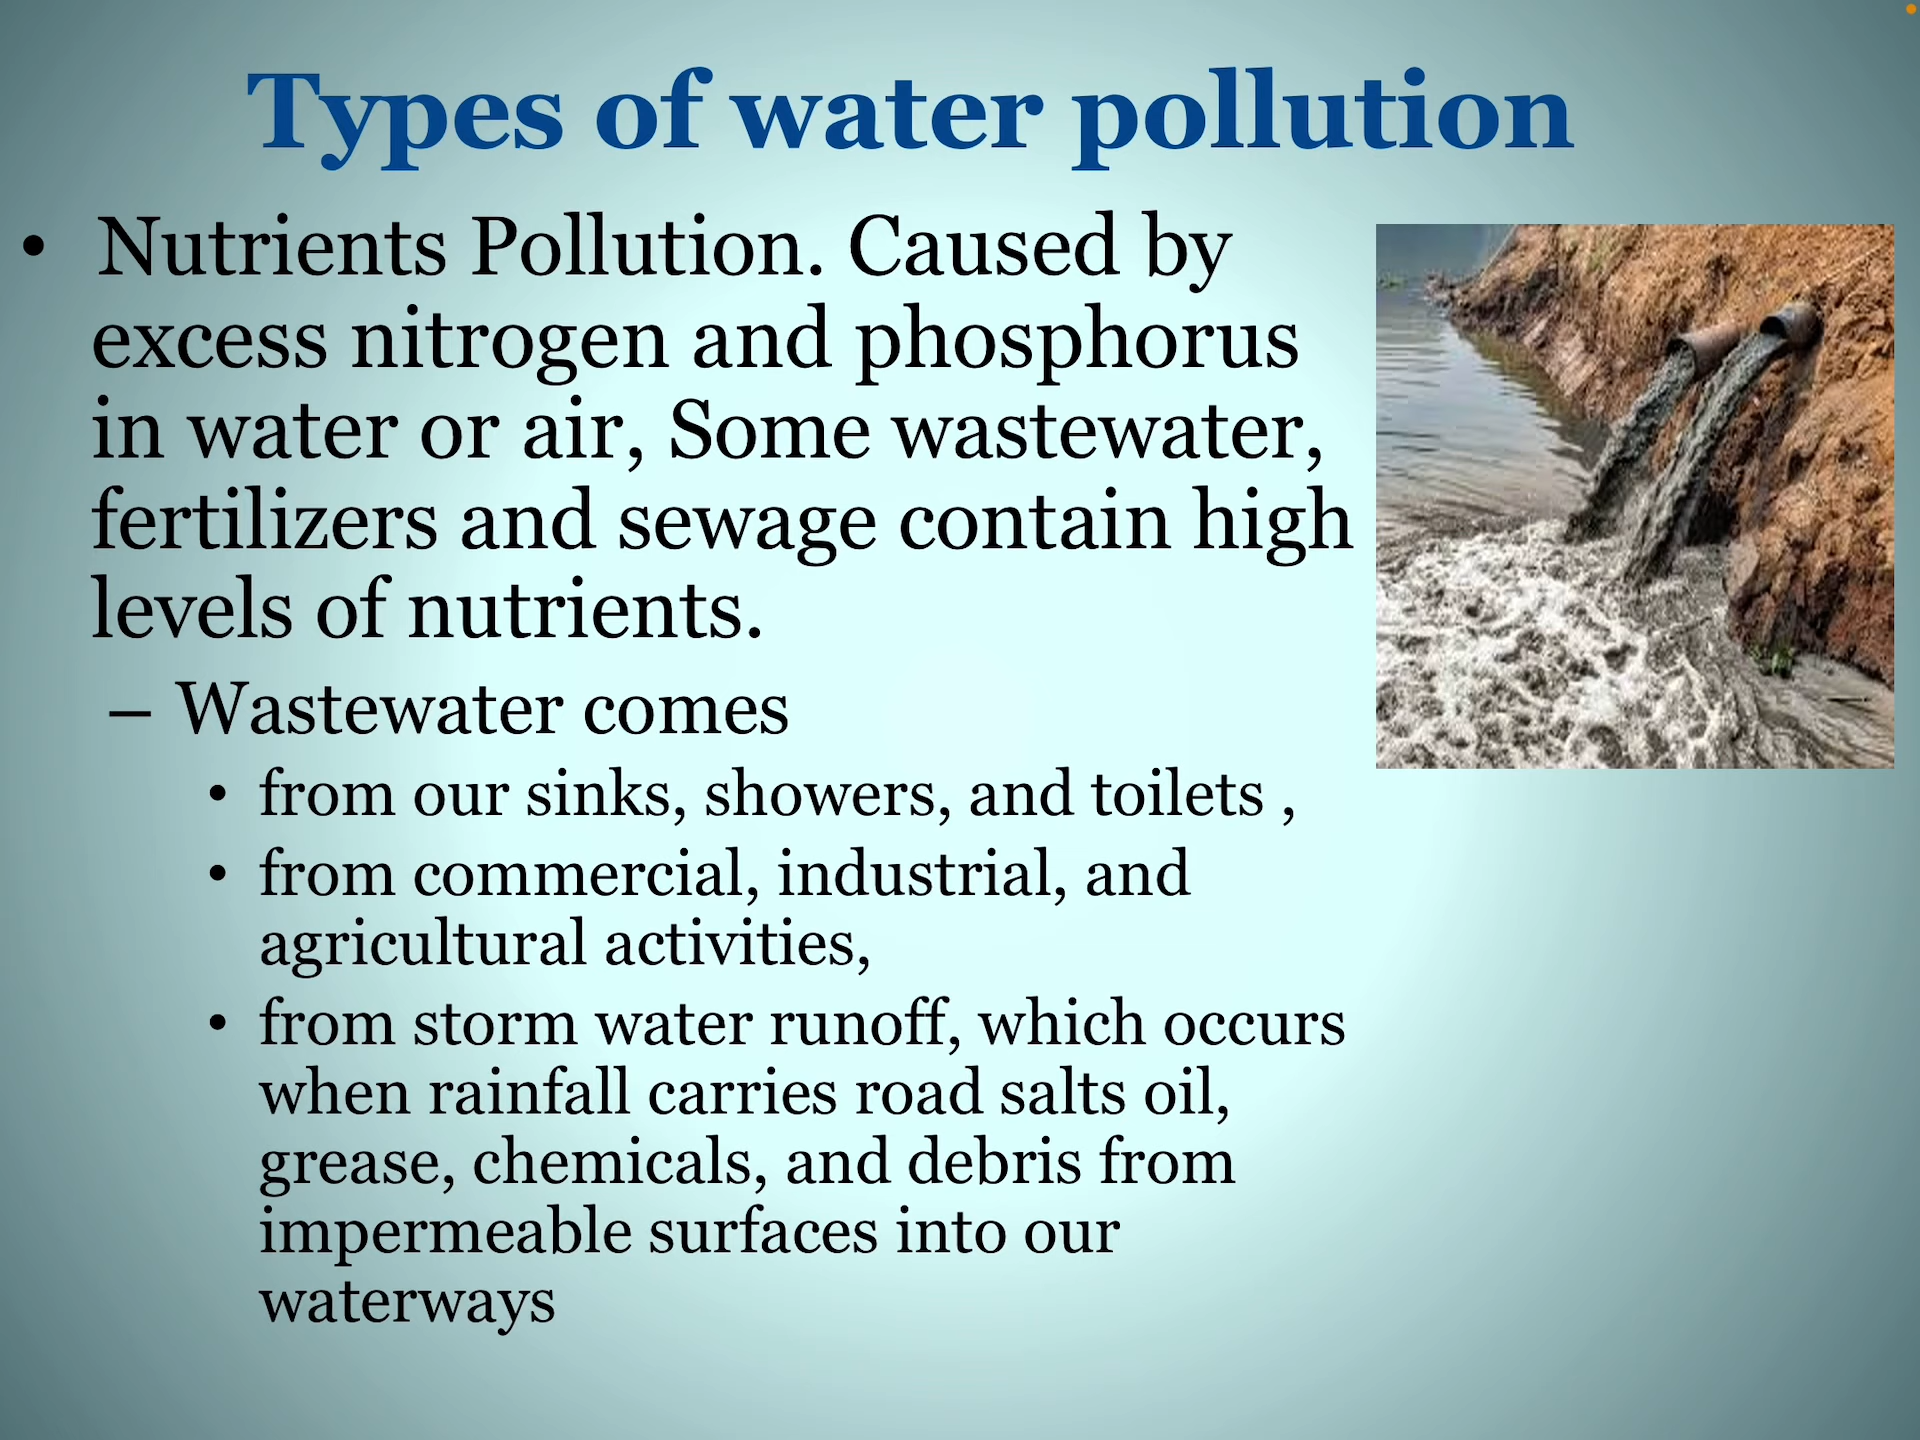 Types of water pollution
• Nutrients Pollution. Caused by
excess nitrogen and phosphorus
in water or air, Some wastewater,
fertilizers and sewage contain high
levels of nutrients.
– Wastewater comes
• from our sinks, showers, and toilets ,
• from commercial, industrial, and
agricultural activities,
• from storm water runoff, which occurs
when rainfall carries road salts oil,
grease, chemicals, and debris from
impermeable surfaces into our
waterways